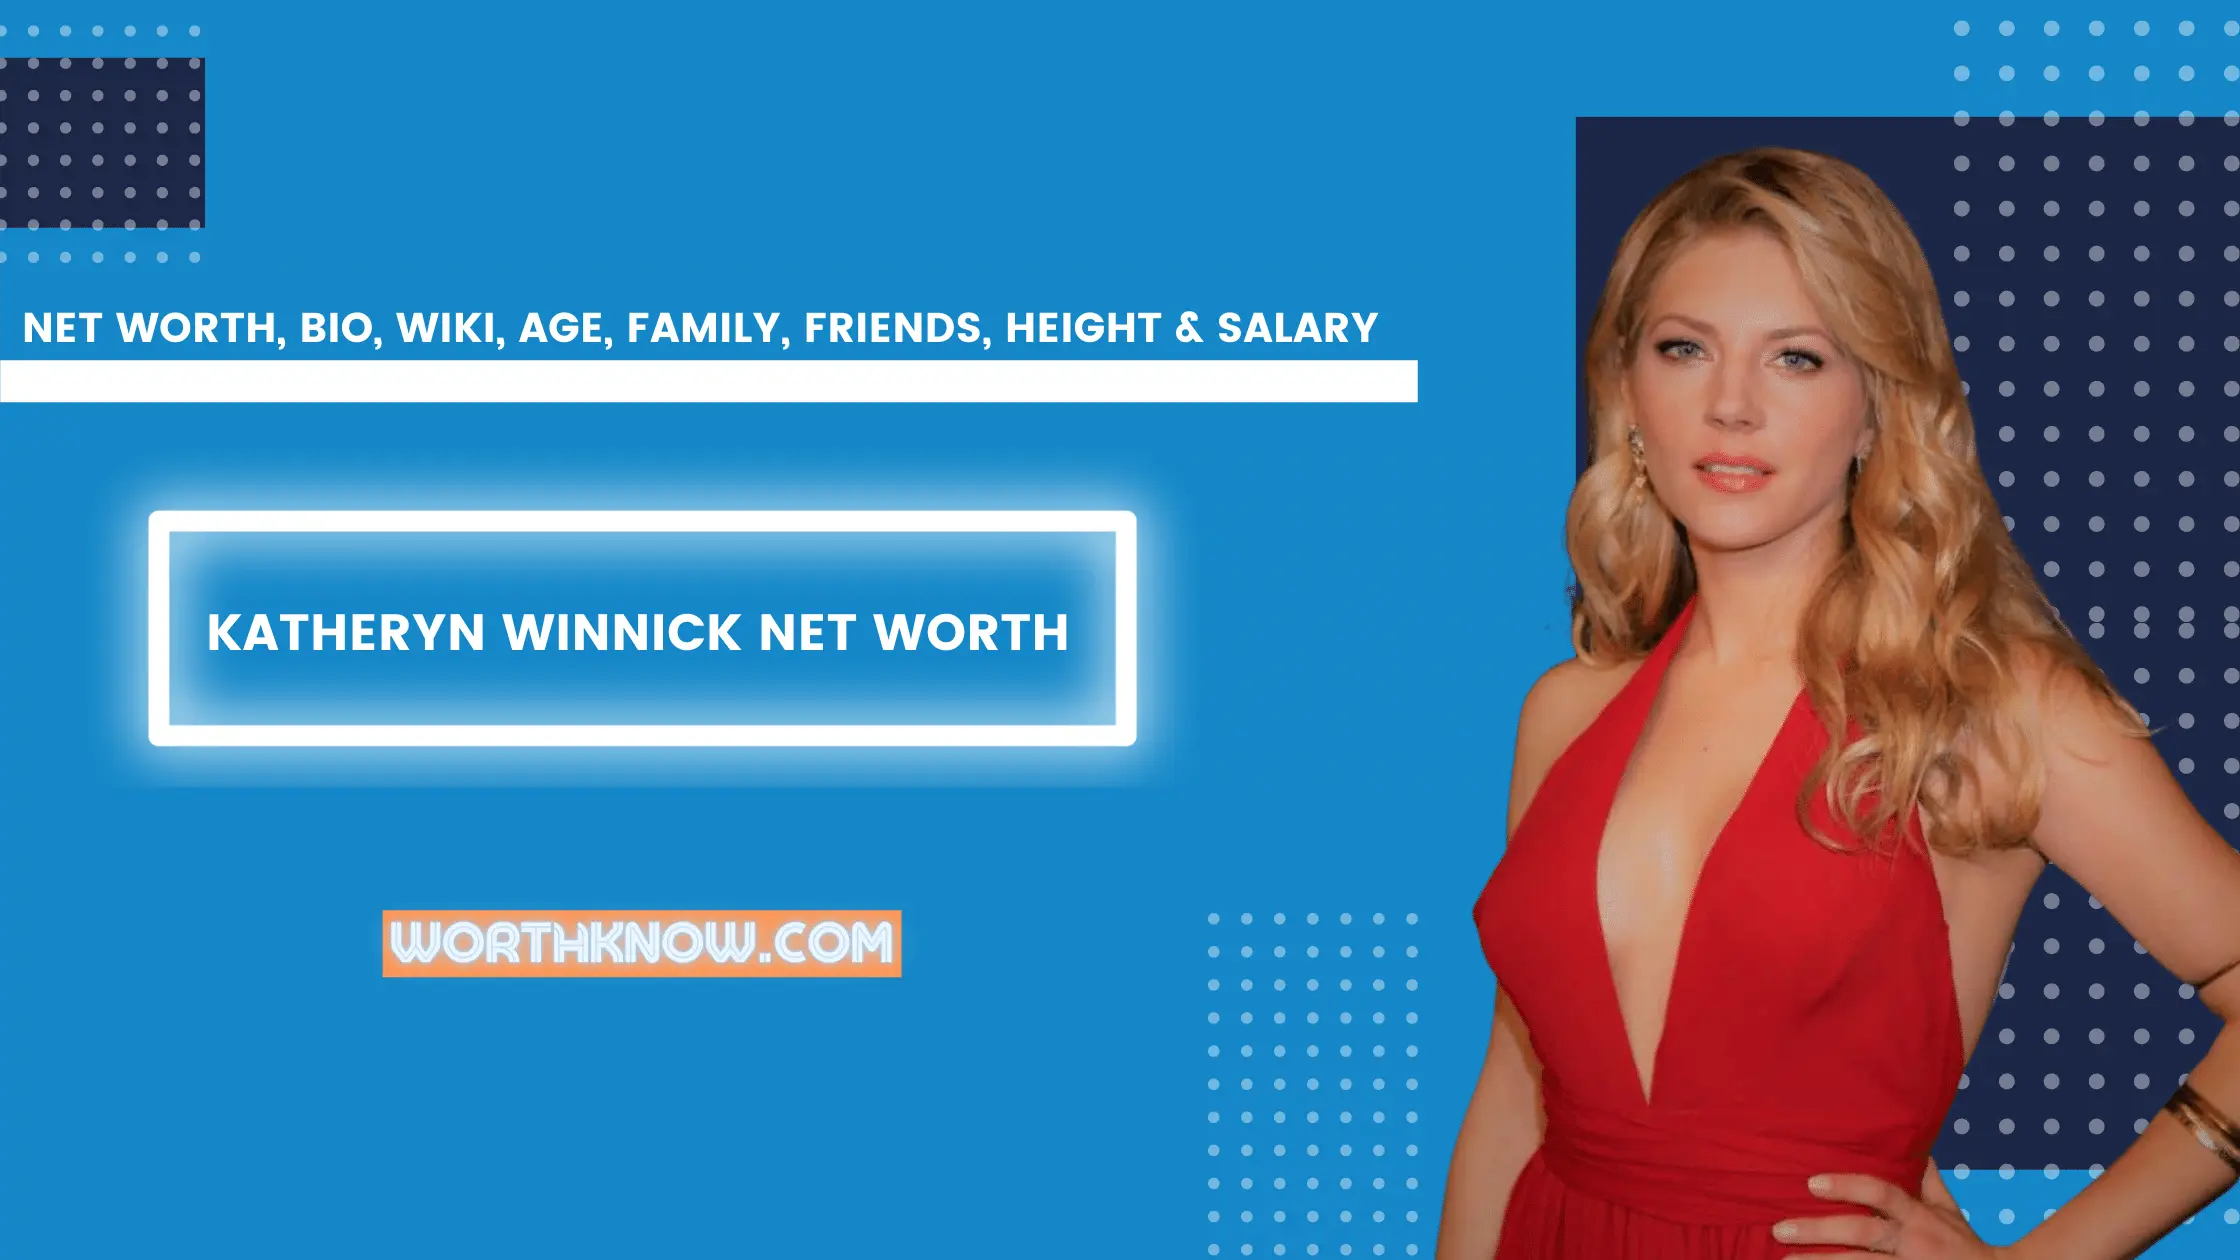 NET WORTH, BIO, WIKI, AGE, FAMILY, FRIENDS, HEIGHT & SALARY
KATHERYN WINNICK NET WORTH
WORTHKNOW.COM